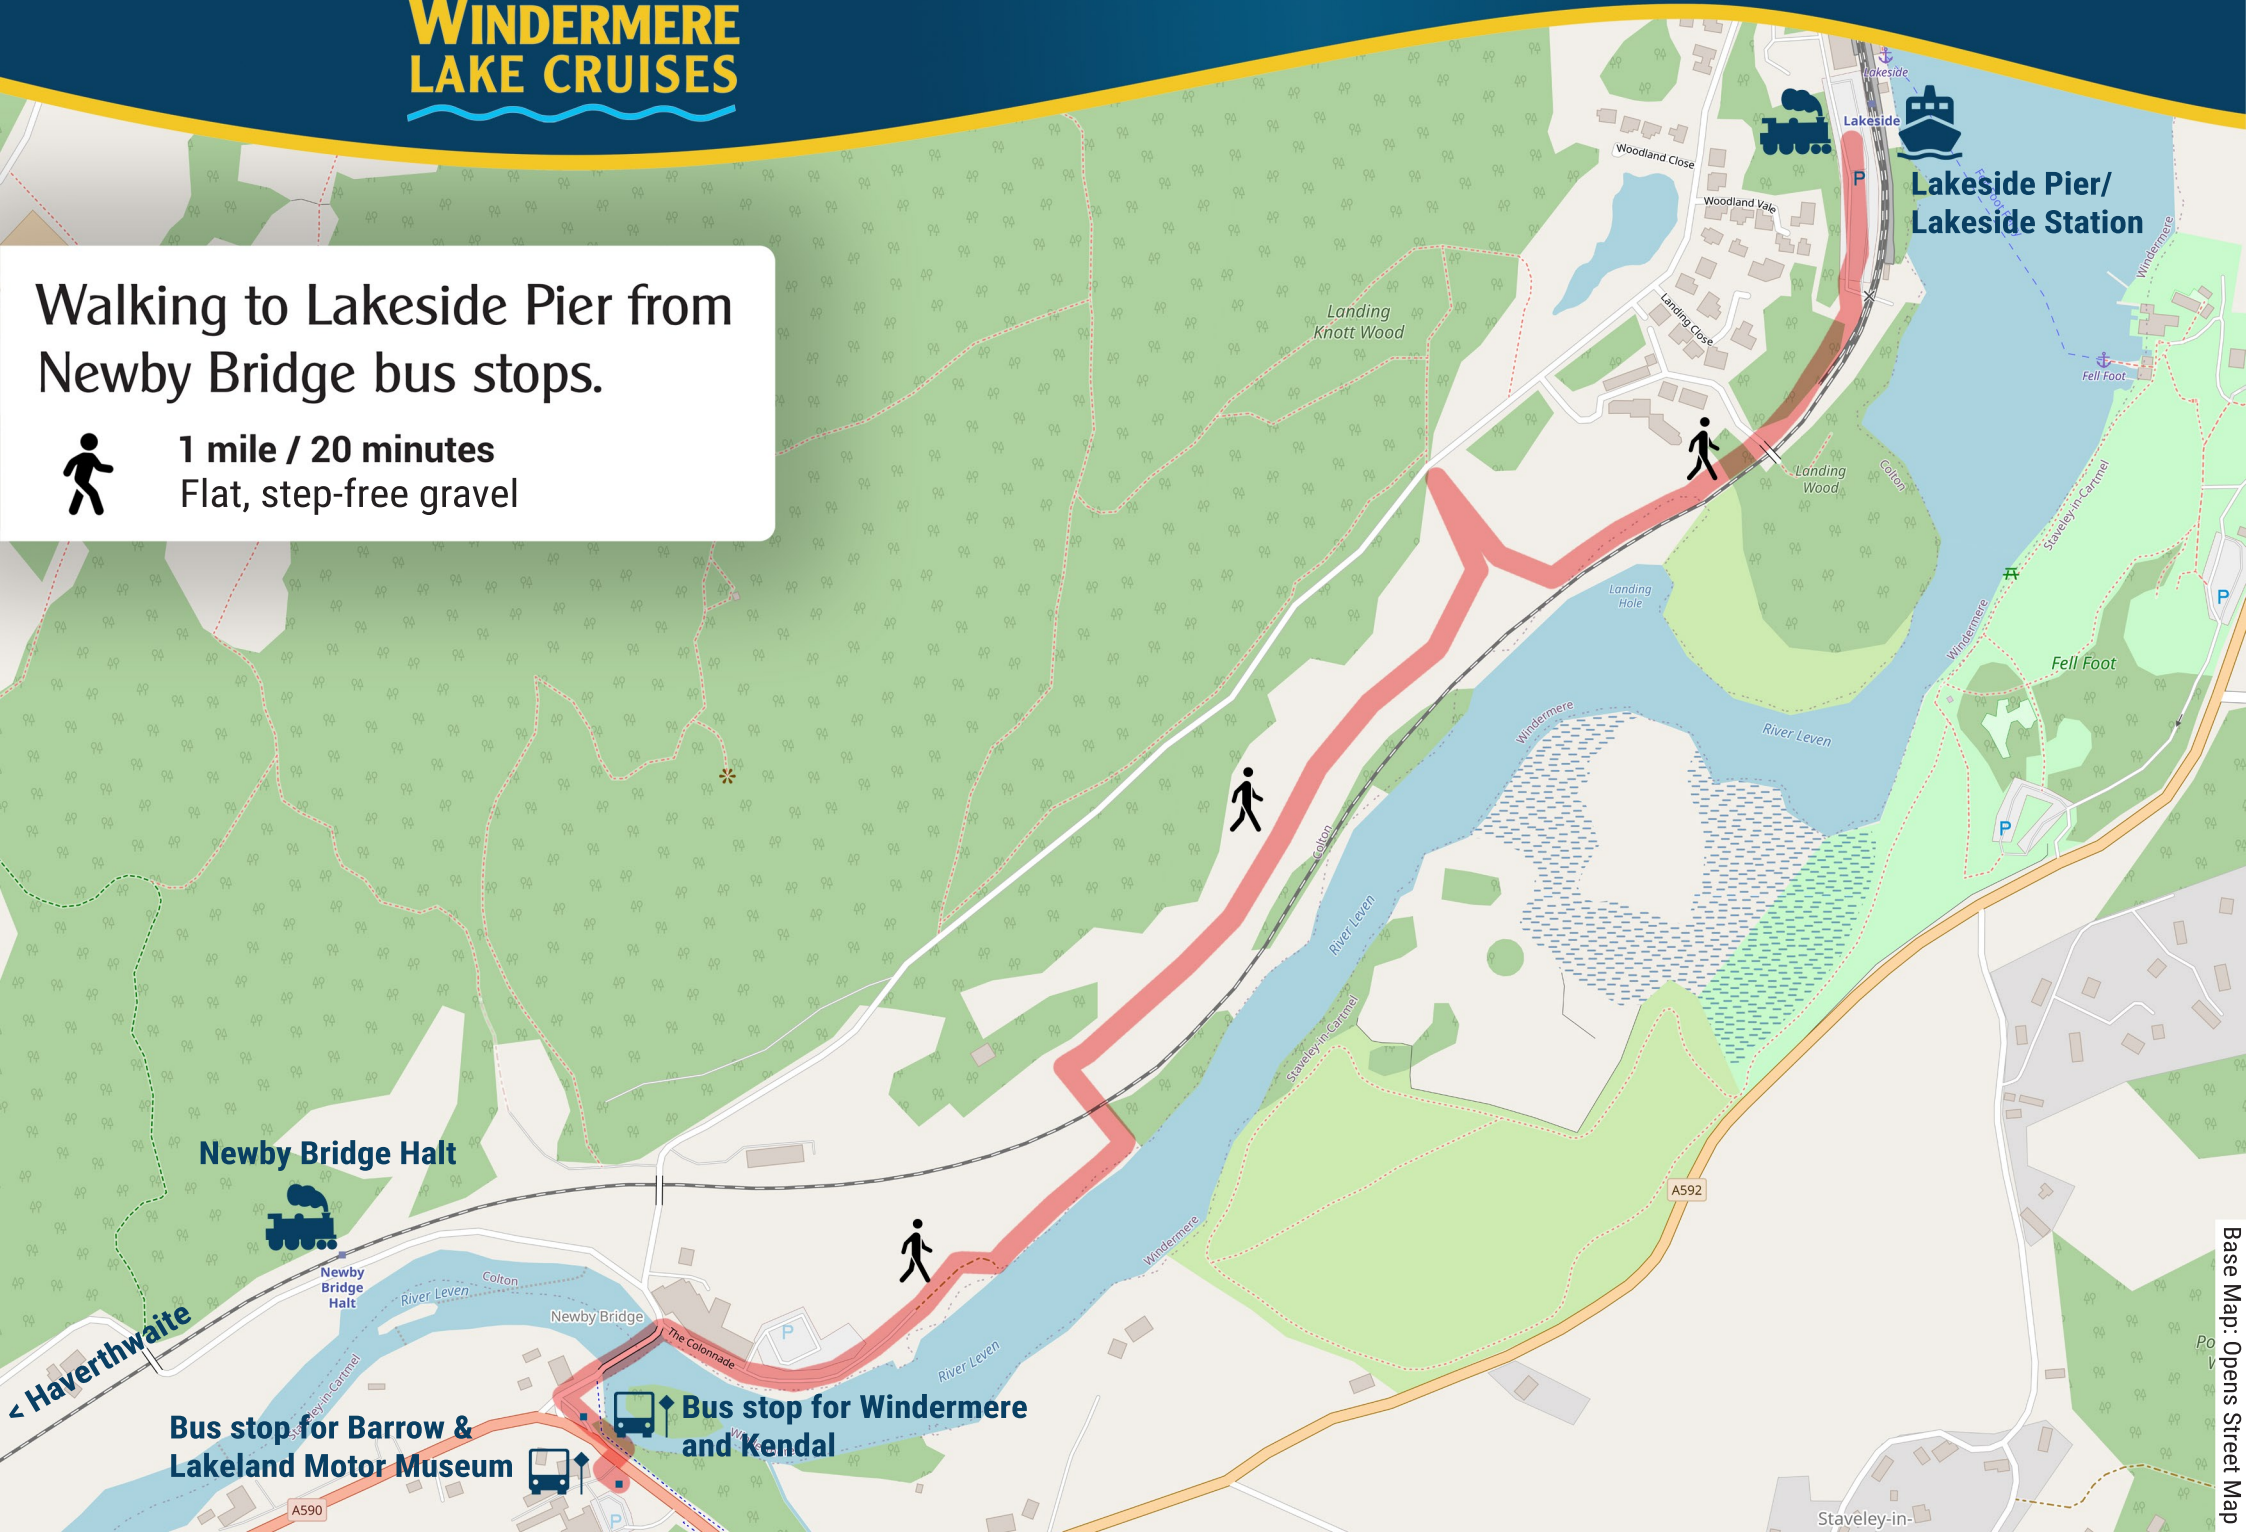 WINDERMERE
LAKE CRUISES
Walking to Lakeside Pier from
Newby Bridge bus stops.
1 mile / 20 minutes
Flat, step-free gravel
Lakeside
Lakeside
P
Lakeside Pier/
Lakeside Station
Woodland Close
Woodland Vale
Landing Close
Landing
Knott Wood
Windermere
Fell Foot
Landing
Wood
Colton
Staveley-in-Cartmel
Landing
Hole
P
Windermere
Fell Foot
Windermere
River Leven
P
Colton
River Leven
Staveley-in-Cartmel
A592
Windermere
Newby Bridge Halt
Newby
Bridge
Halt
Colton
River Leven
Newby Bridge
The Colonnade
P
River Leven
< Haverthwaite
Staveley-in-Cartmel
Bus stop for Windermere
and Kendal
Bus stop for Barrow &
Lakeland Motor Museum
A590
P
Staveley-in-
Base Map: Opens Street Map